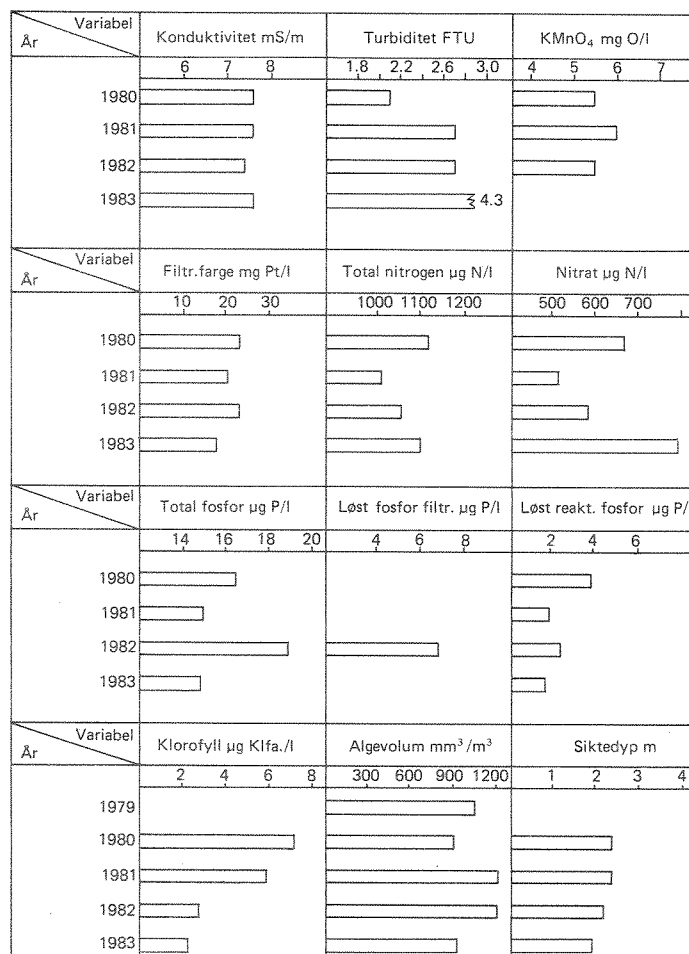 Variabel
År
Konduktivitet mS/m
Turbiditet FTU
KMnO₄ mg O/l
6 7 8
1.8 2.2 2.6 3.0
4 5 6 7
1980
1981
1982
1983
4.3
Variabel
År
Filtr.farge mg Pt/l
Total nitrogen µg N/l
Nitrat µg N/l
10 20 30
1000 1100 1200
500 600 700
1980
1981
1982
1983
Variabel
År
Total fosfor µg P/l
Løst fosfor filtr. µg P/l
Løst reakt. fosfor µg P/
14 16 18 20
4 6 8
2 4 6
1980
1981
1982
1983
Variabel
År
Klorofyll µg Klfa./l
Algevolum mm³/m³
Siktedyp m
2 4 6 8
300 600 900 1200
1 2 3 4
1979
1980
1981
1982
1983